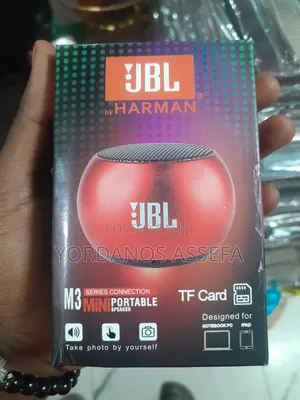 JBL
®
by HARMAN
JBL
YORDANOS ASSEFA
SERIES CONNECTION
M3 MiNi PORTABLE
SPEAKER
TF Card
Designed for
NOTEBOOK PC IPAD
Take photo by yourself